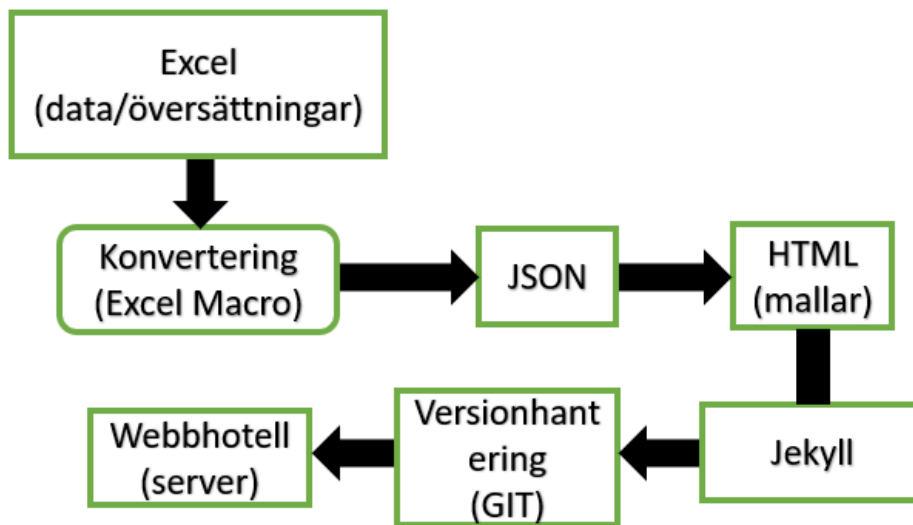 Excel
(data/översättningar)
Konvertering
(Excel Macro)
JSON
HTML
(mallar)
Webbhotell
(server)
Versionhant
ering
(GIT)
Jekyll